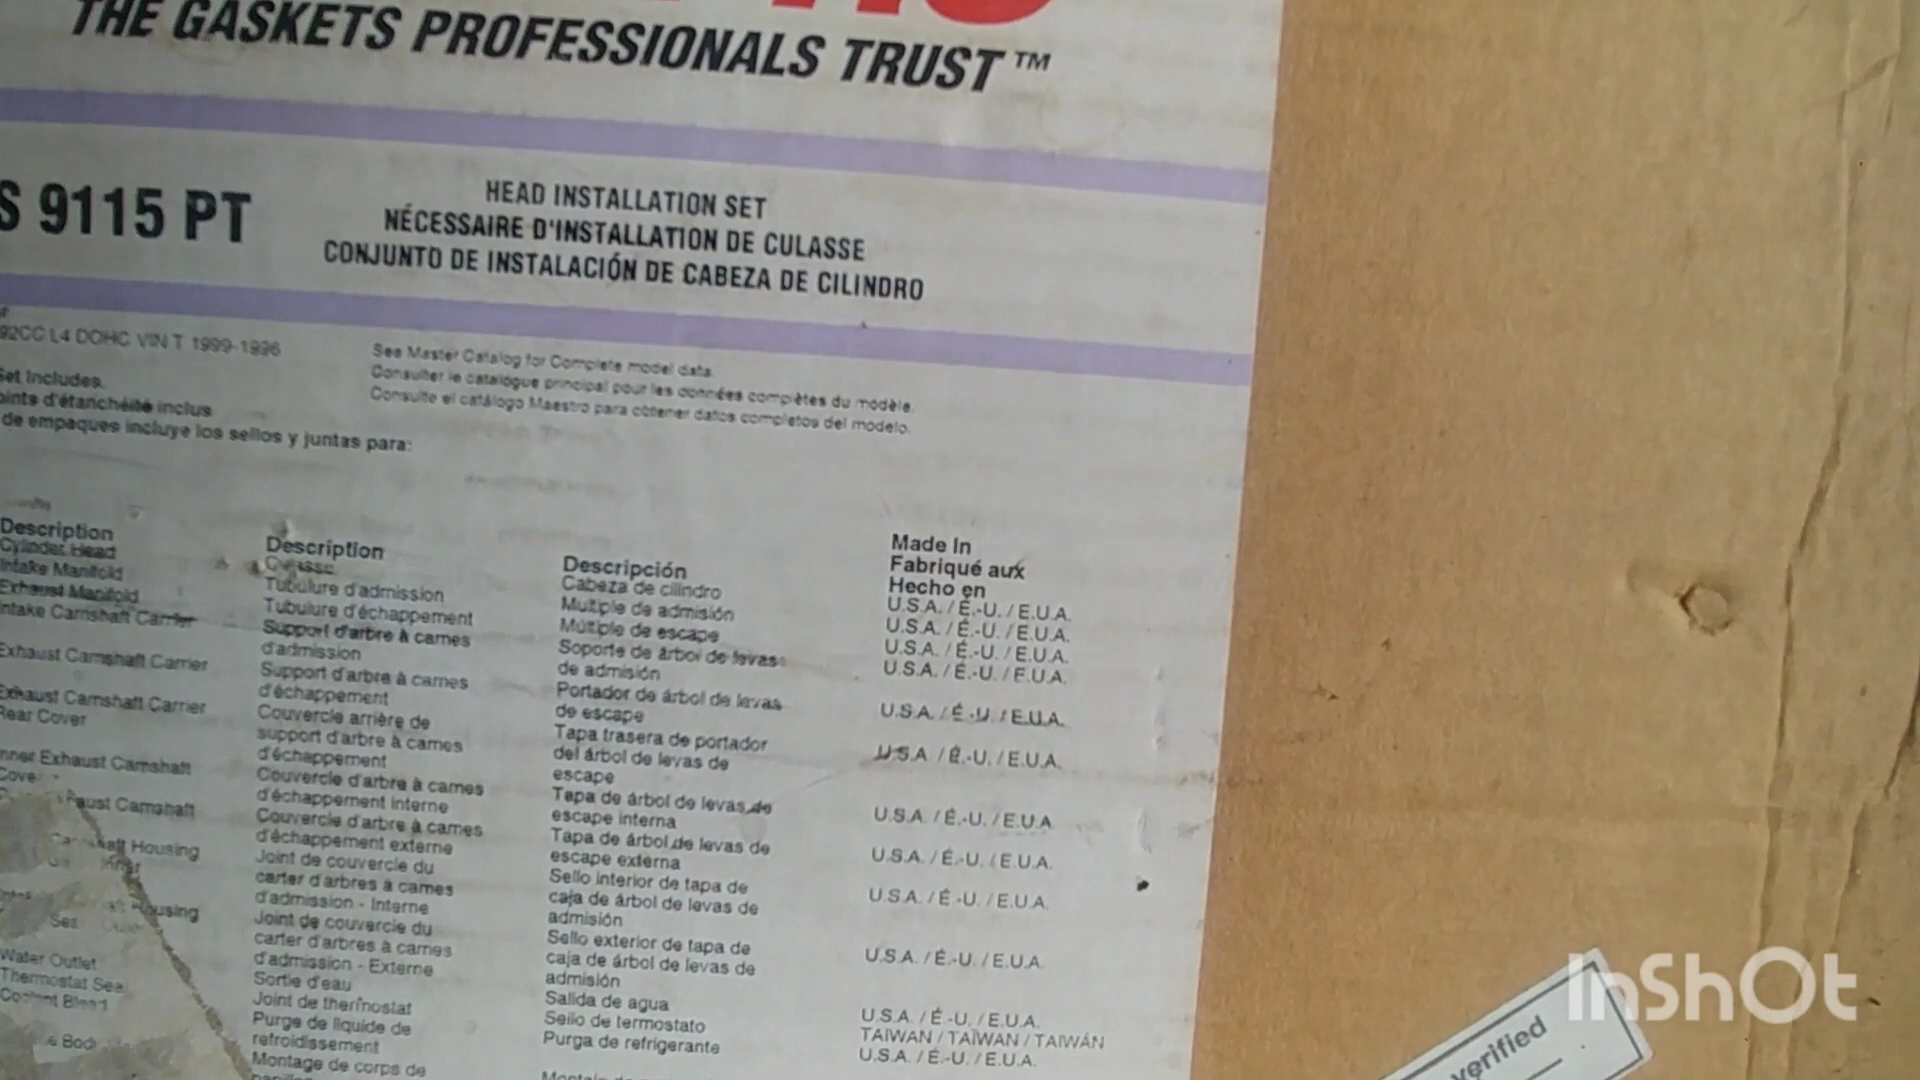 THE GASKETS PROFESSIONALS TRUST™
S 9115 PT
HEAD INSTALLATION SET
NÉCESSAIRE D'INSTALLATION DE CULASSE
CONJUNTO DE INSTALACIÓN DE CABEZA DE CILINDRO
92CC L4 DOHC VIN T 1999-1996
See Master Catalog for Complete model data.
Consulter le catalogue principal pour les données complètes du modèle.
Consulte el catálogo Maestro para obtener datos completos del modelo.
Set Includes.
oints d'étanchéité inclus
de empaques incluye los sellos y juntas para:
Description
Cylinder Head
Intake Manifold
Exhaust Manifold
Intake Camshaft Carrier
Exhaust Camshaft Carrier
Exhaust Camshaft Carrier
Rear Cover
nner Exhaust Camshaft
Cove
aust Camshaft
Housing
Housing
Water Outlet
Thermostat Sea
Coolant Bleed
Bod
Description
Culasse
Tubulure d'admission
Tubulure d'échappement
Support d'arbre à cames
d'admission
Support d'arbre à cames
d'échappement
Couvercle arrière de
support d'arbre à cames
d'échappement
Couvercle d'arbre à cames
d'échappement interne
Couvercle d'arbre à cames
d'échappement externe
Joint de couvercle du
carter d'arbres à cames
d'admission - Interne
Joint de couvercle du
carter d'arbres à cames
d'admission - Externe
Sortie d'eau
Joint de thermostat
Purge de liquide de
refroidissement
Montage de corps de
Descripción
Cabeza de cilindro
Multiple de admisión
Múltiple de escape
Soporte de árbol de levas
de admisión
Portador de árbol de levas
de escape
Tapa trasera de portador
del árbol de levas de
escape
Tapa de árbol de levas de
escape interna
Tapa de árbol de levas de
escape externa
Sello interior de tapa de
caja de árbol de levas de
admisión
Sello exterior de tapa de
caja de árbol de levas de
admisión
Salida de agua
Sello de termostato
Purga de refrigerante
Made In
Fabriqué aux
Hecho en
U.S.A. / É.-U. / E.U.A.
U.S.A. / É.-U. / E.U.A.
U.S.A. / É.-U. / E.U.A.
U.S.A. / É.-U. / E.U.A.
U.S.A. / É.-U. / E.U.A.
U.S.A. / É.-U. / E.U.A.
U.S.A. / É.-U. / E.U.A.
U.S.A. / É.-U. / E.U.A.
U.S.A. / É.-U. / E.U.A.
U.S.A. / É.-U. / E.U.A.
U.S.A. / É.-U. / E.U.A.
TAIWAN / TAÏWAN / TAIWÁN
U.S.A. / É.-U. / E.U.A.
verified
InShOt